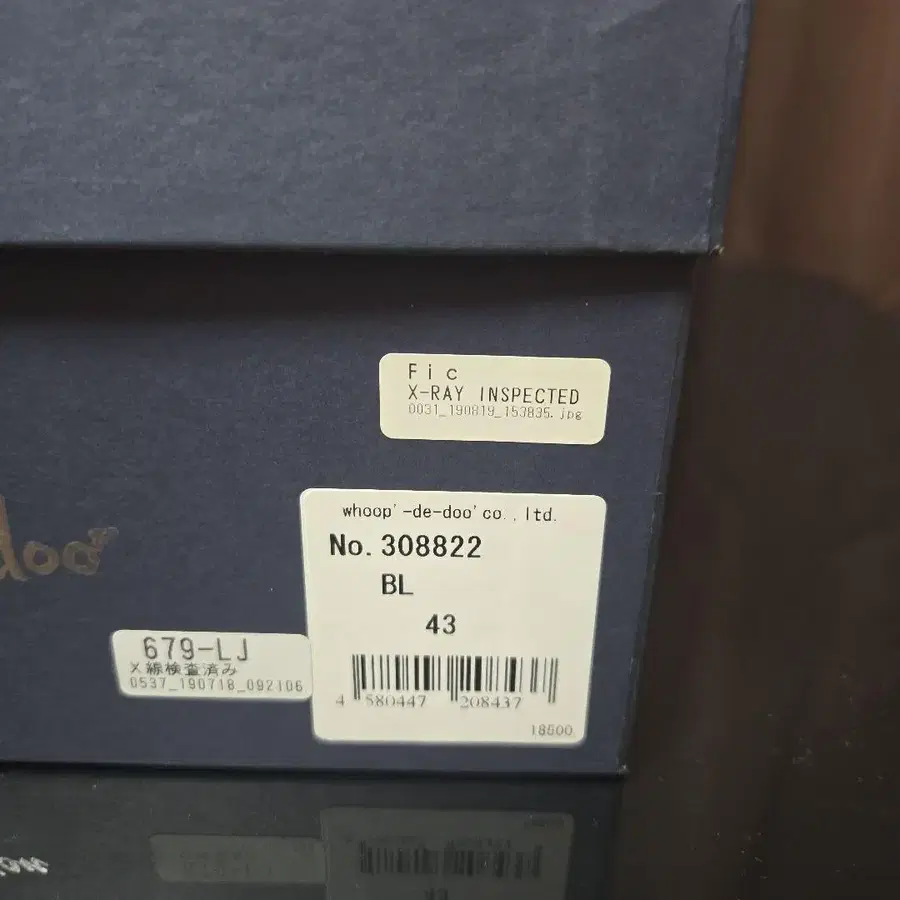 Fic
X-RAY INSPECTED
0031_190819_153835.jpg
whoop'-de-doo'co.,ltd.
No.308822
BL
43
doo
679-LJ
X線検査済み
0537_190718_092106
4 580447 208437
18500